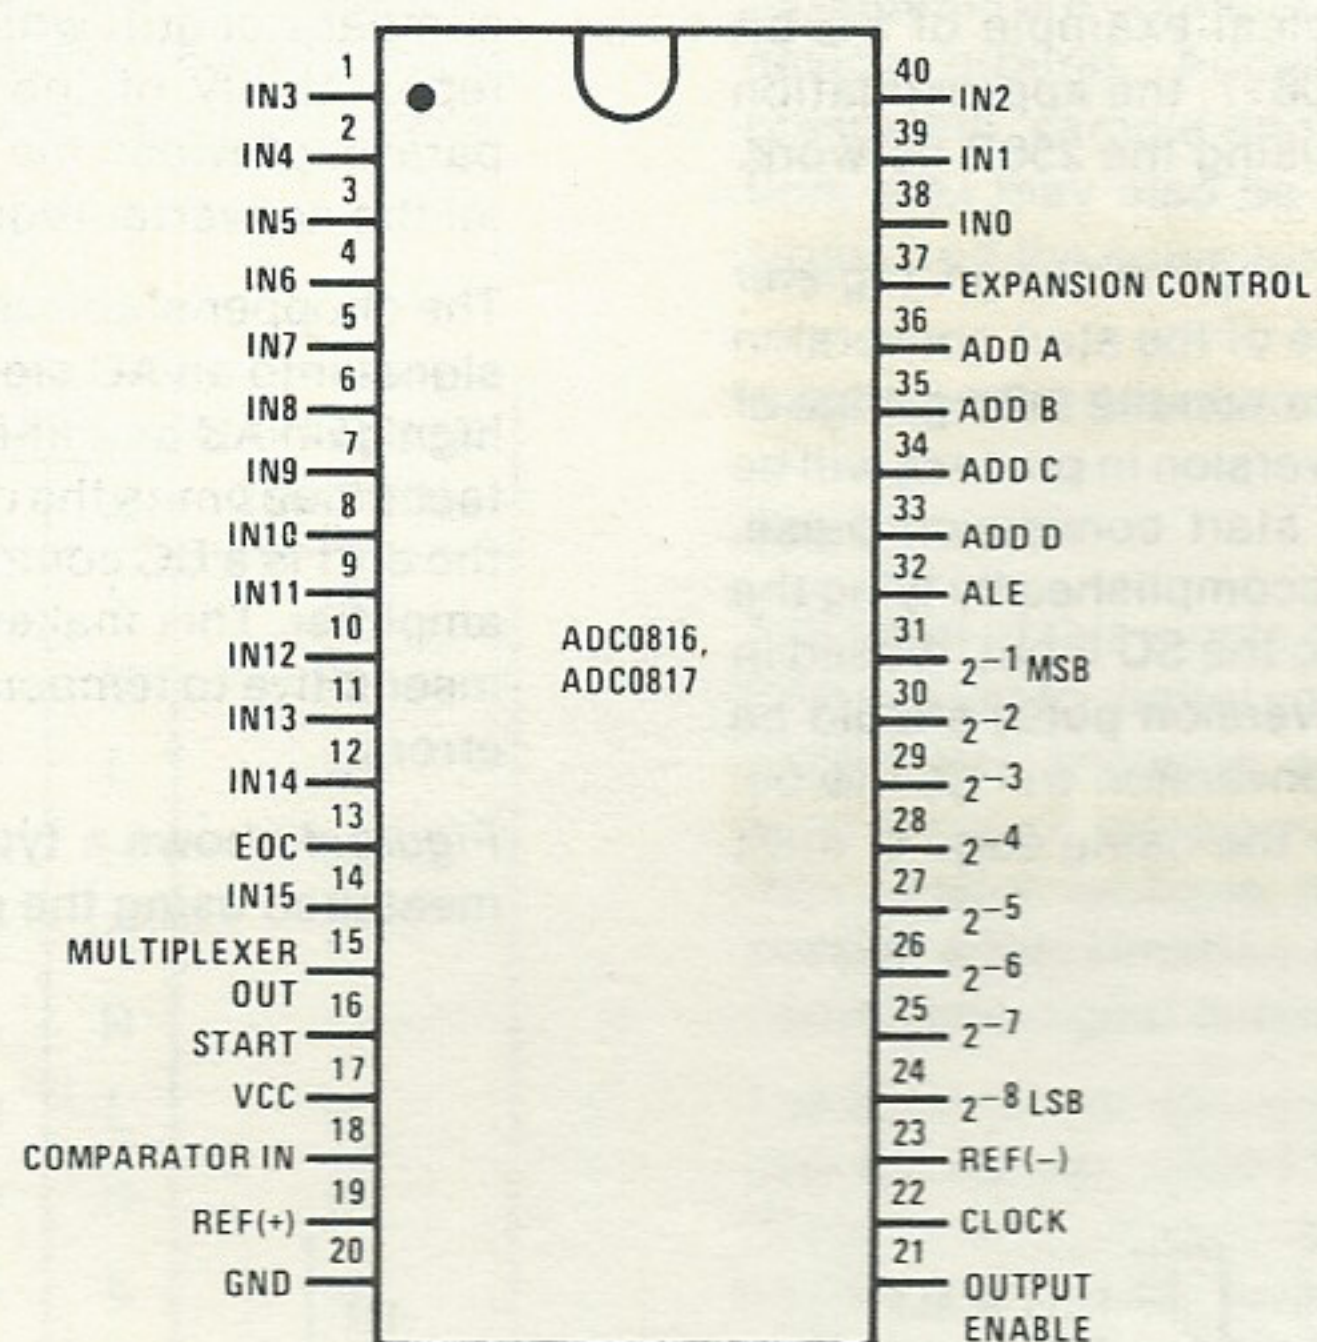 1
IN3
2
IN4
3
IN5
4
IN6
5
IN7
6
IN8
7
IN9
8
IN10
9
IN11
10
IN12
11
IN13
12
IN14
13
EOC
14
IN15
15
MULTIPLEXER
OUT
16
START
17
VCC
18
COMPARATOR IN
19
REF(+)
20
GND
ADC0816,
ADC0817
40
IN2
39
IN1
38
IN0
37
EXPANSION CONTROL
36
ADD A
35
ADD B
34
ADD C
33
ADD D
32
ALE
31
2⁻¹ MSB
30
2⁻²
29
2⁻³
28
2⁻⁴
27
2⁻⁵
26
2⁻⁶
25
2⁻⁷
24
2⁻⁸ LSB
23
REF(−)
22
CLOCK
21
OUTPUT
ENABLE